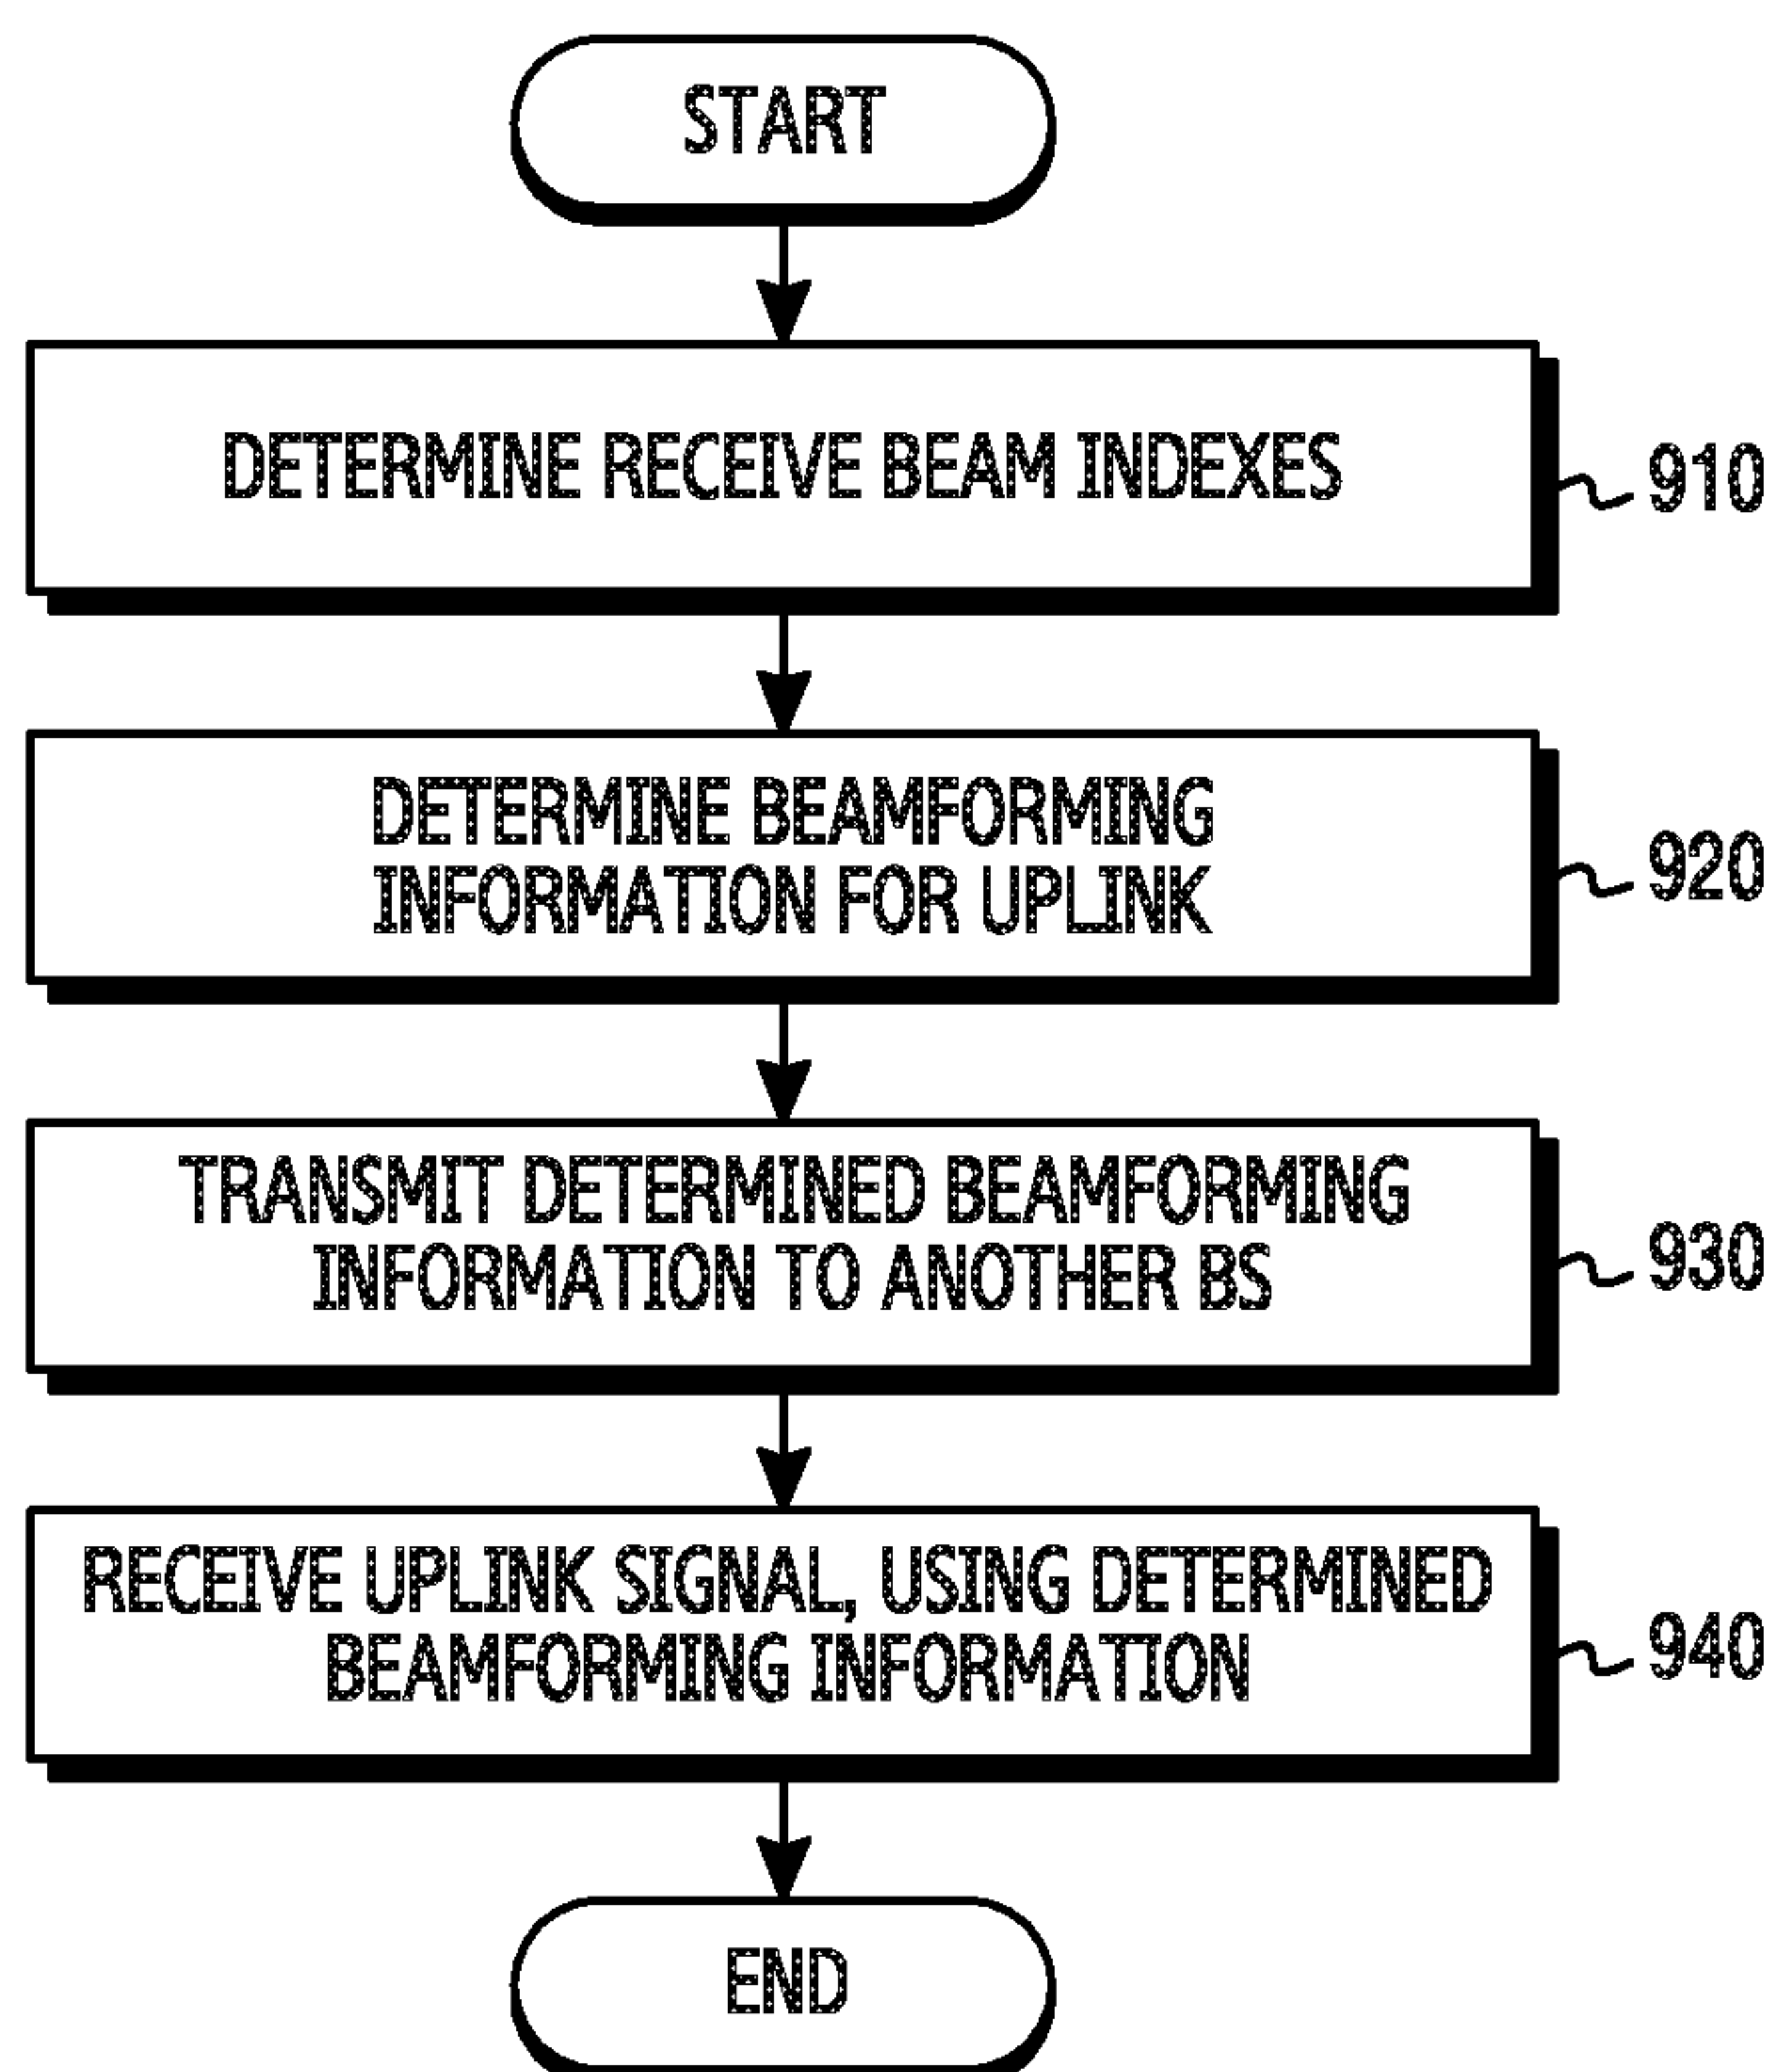 START
DETERMINE RECEIVE BEAM INDEXES
910
DETERMINE BEAMFORMING
INFORMATION FOR UPLINK
920
TRANSMIT DETERMINED BEAMFORMING
INFORMATION TO ANOTHER BS
930
RECEIVE UPLINK SIGNAL, USING DETERMINED
BEAMFORMING INFORMATION
940
END